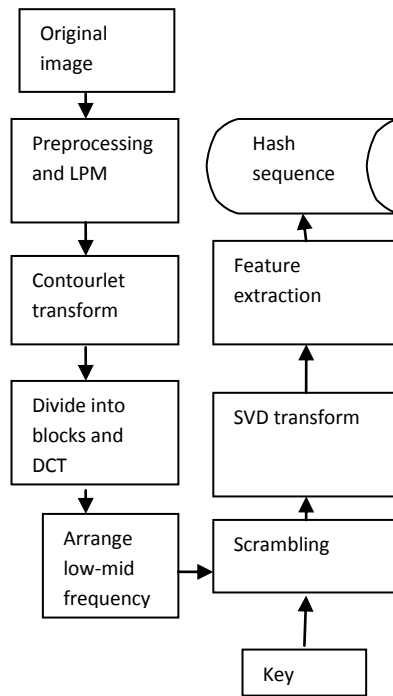 Original
image
Preprocessing
and LPM
Contourlet
transform
Divide into
blocks and
DCT
Arrange
low-mid
frequency
Scrambling
Key
SVD transform
Feature
extraction
Hash
sequence